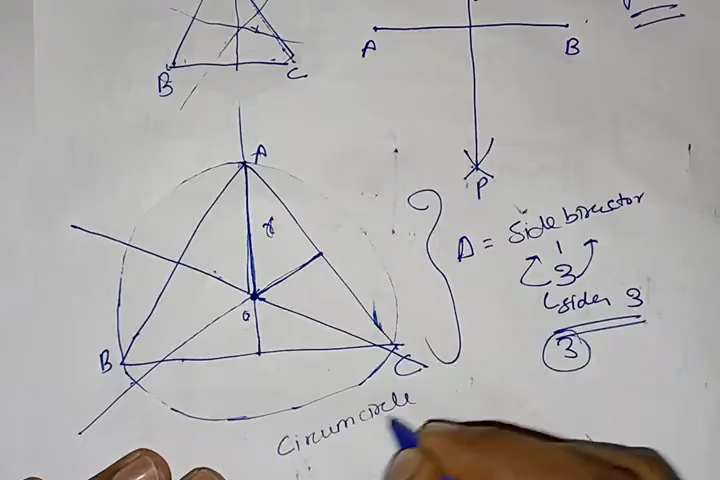 B
C
A
B
P
A
r
O
B
C
Δ = Side bisector
3
(sides 3
3
Circumcircle